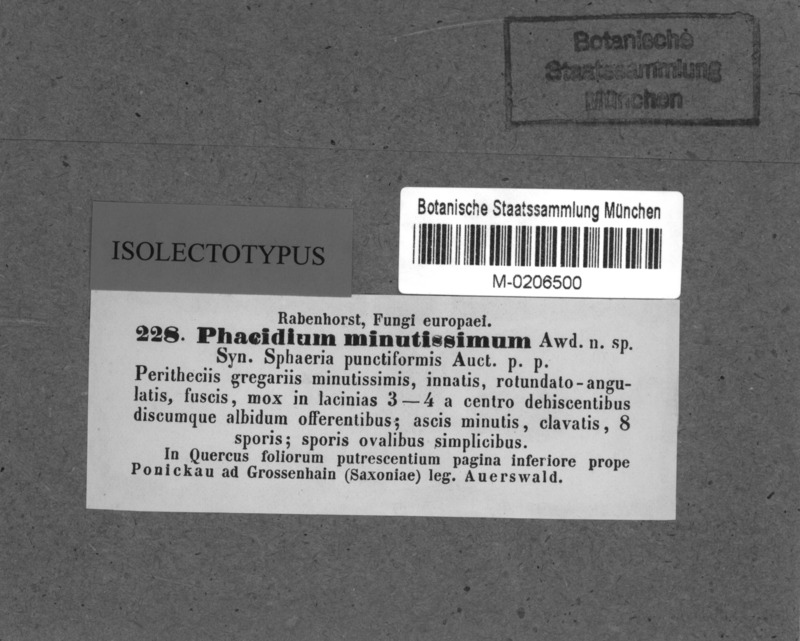 Botanische
Staatssammlung
München
Botanische Staatssammlung München
M-0206500
ISOLECTOTYPUS
Rabenhorst, Fungi europaei.
228. Phacidium minutissimum Awd. n. sp.
Syn. Sphaeria punctiformis Auct. p. p.
Peritheciis gregariis minutissimis, innatis, rotundato-angu-
latis, fuscis, mox in lacinias 3—4 a centro dehiscentibus
discumque albidum offerentibus; ascis minutis, clavatis, 8
sporis; sporis ovalibus simplicibus.
In Quercus foliorum putrescentium pagina inferiore prope
Ponickau ad Grossenhain (Saxoniae) leg. Auerswald.